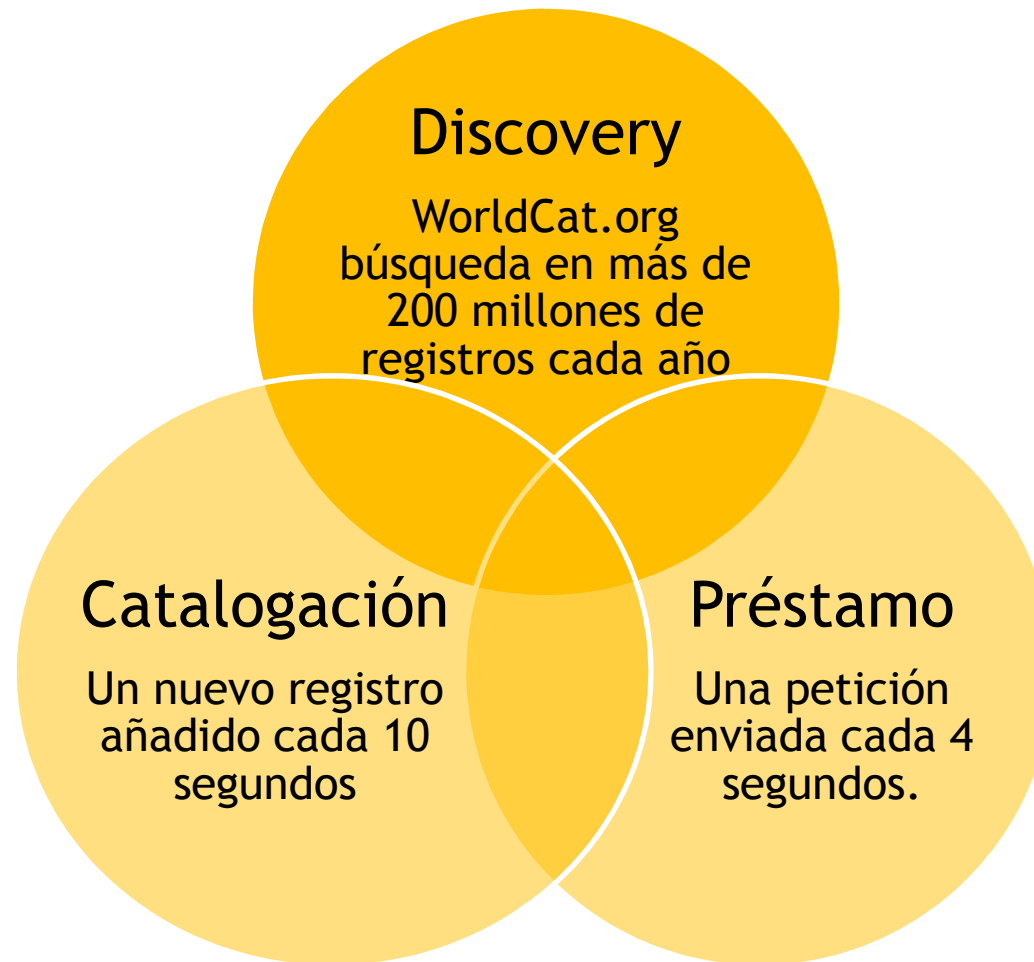 Discovery
WorldCat.org
búsqueda en más de
200 millones de
registros cada año
Catalogación
Un nuevo registro
añadido cada 10
segundos
Préstamo
Una petición
enviada cada 4
segundos.